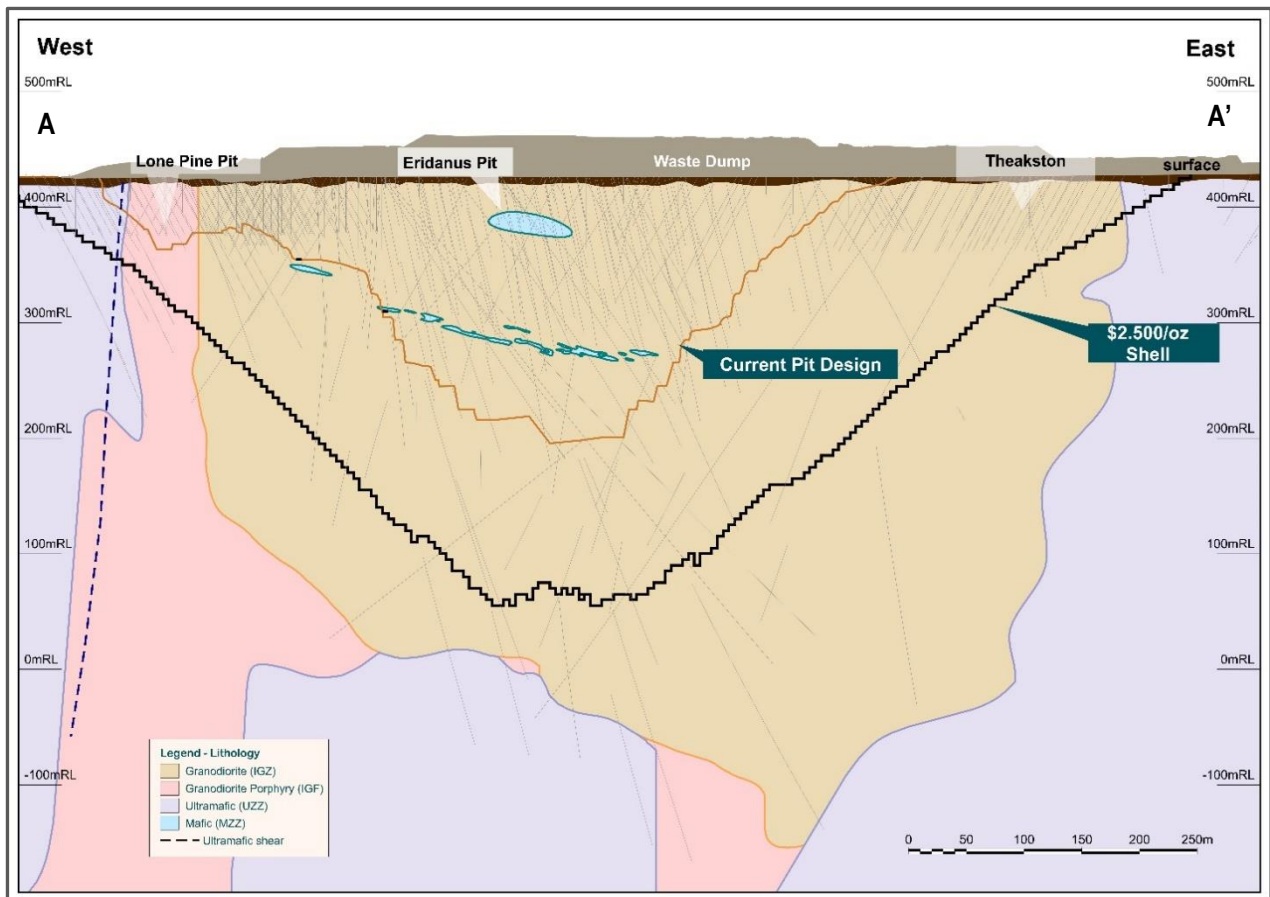 West
East
500mRL
500mRL
A
A’
Lone Pine Pit
Eridanus Pit
Waste Dump
Theakston
surface
400mRL
400mRL
300mRL
300mRL
$2.500/oz
Shell
Current Pit Design
200mRL
200mRL
100mRL
100mRL
0mRL
0mRL
Legend - Lithology
Granodiorite (IGZ)
Granodiorite Porphyry (IGF)
Ultramafic (UZZ)
Mafic (MZZ)
Ultramafic shear
-100mRL
-100mRL
0 50 100 150 200 250m